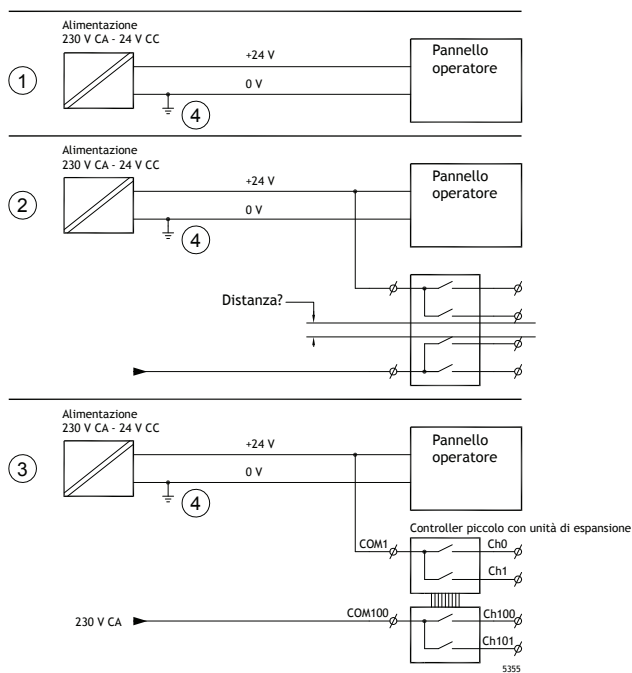 Alimentazione
230 V CA - 24 V CC
+24 V
0 V
Pannello
operatore
1
4
Alimentazione
230 V CA - 24 V CC
+24 V
0 V
Pannello
operatore
2
4
Distanza?
Alimentazione
230 V CA - 24 V CC
+24 V
0 V
Pannello
operatore
3
4
Controller piccolo con unità di espansione
COM1
Ch0
Ch1
230 V CA
COM100
Ch100
Ch101
5355